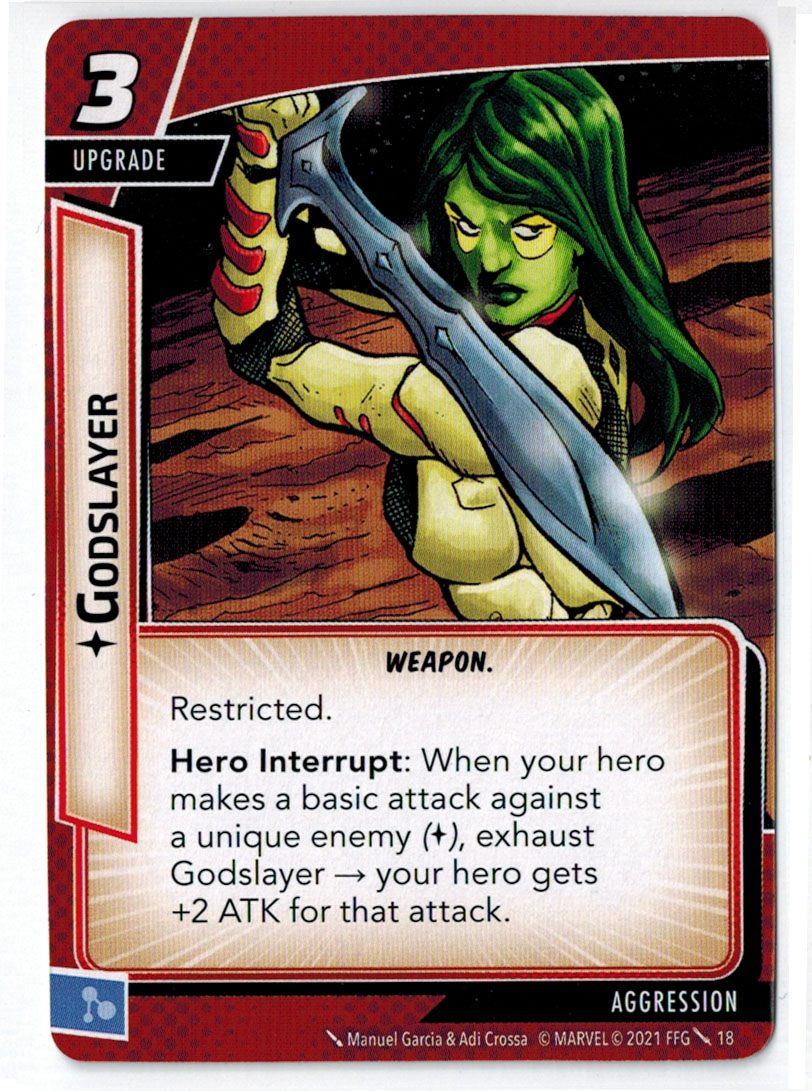 3
UPGRADE
GODSLAYER
WEAPON.
Restricted.
Hero Interrupt: When your hero
makes a basic attack against
a unique enemy (✦), exhaust
Godslayer → your hero gets
+2 ATK for that attack.
AGGRESSION
Manuel Garcia & Adi Crossa © MARVEL © 2021 FFG 18